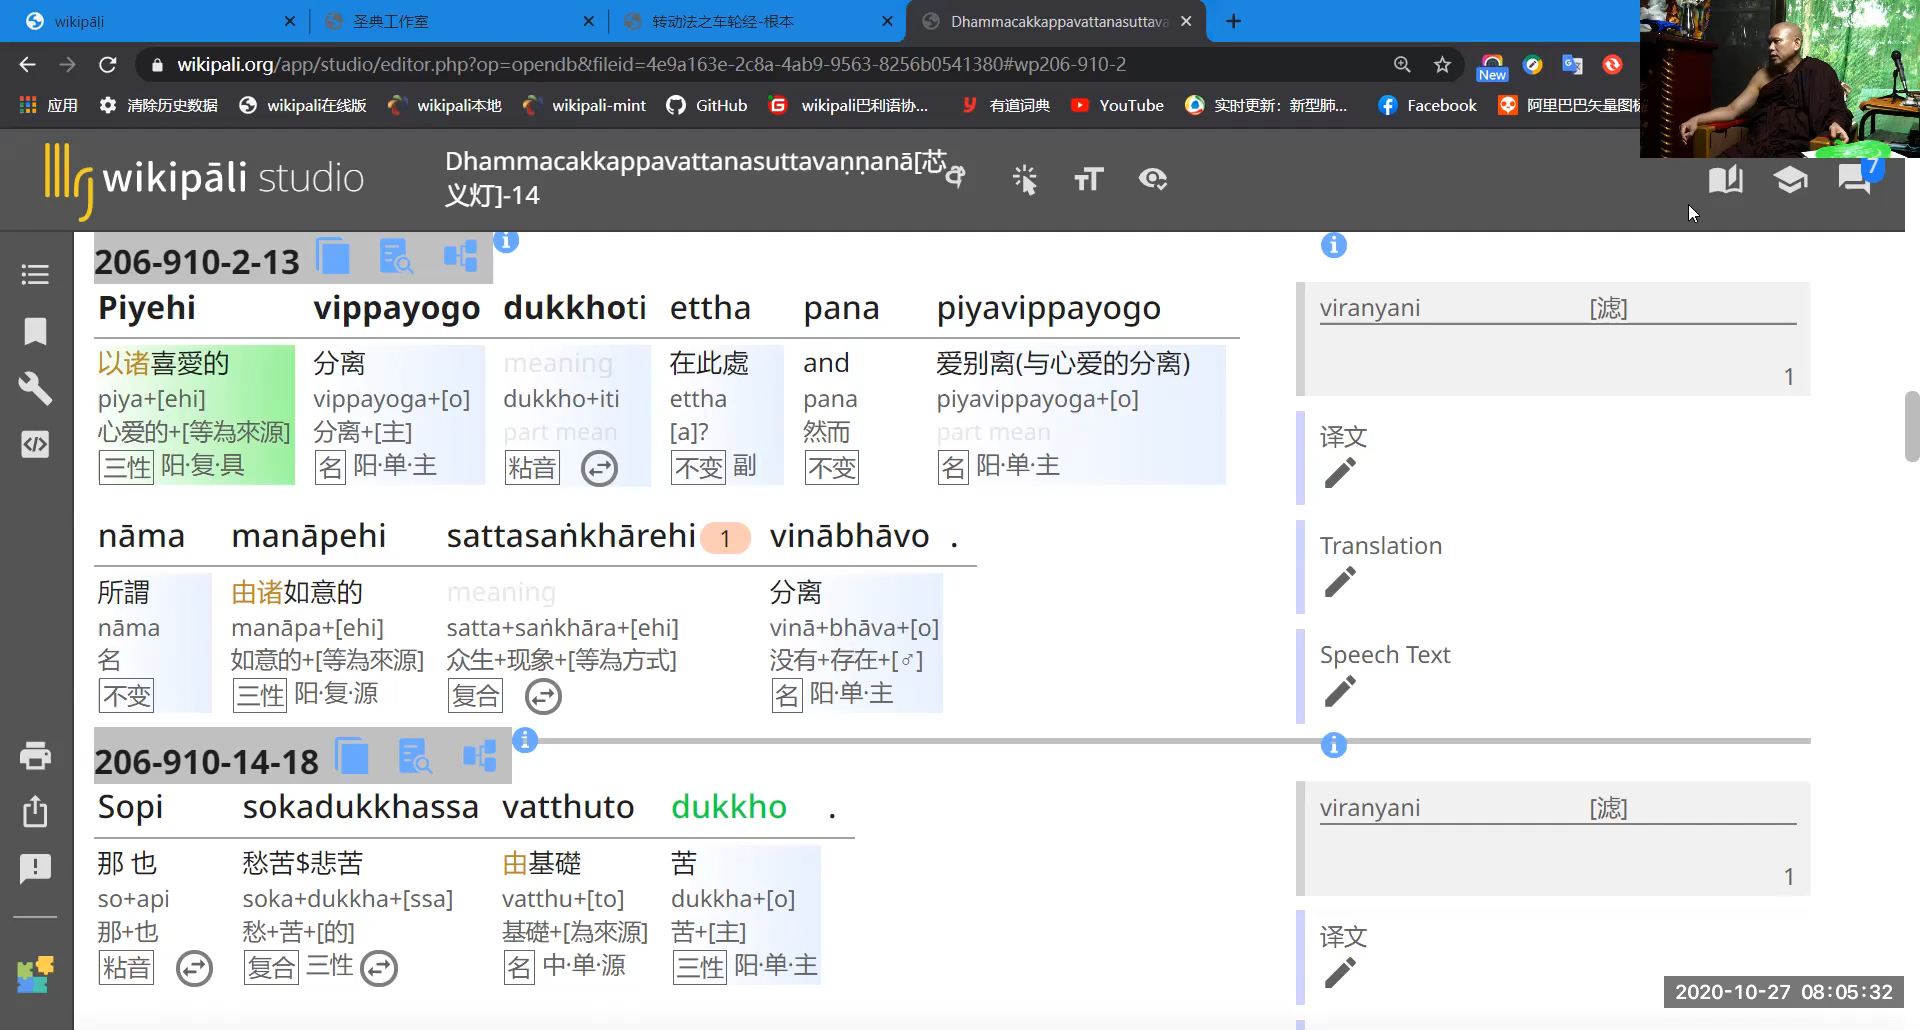 wikipāḷi
圣典工作室
转动法之车轮经-根本
Dhammacakkappavattanasuttava
wikipali.org/app/studio/editor.php?op=opendb&fileid=4e9a163e-2c8a-4ab9-9563-8256b0541380#wp206-910-2
New
应用 清除历史数据 wikipali在线版 wikipali本地 wikipali-mint GitHub wikipali巴利语协... 有道词典 YouTube 实时更新：新型肺... Facebook 阿里巴巴矢量图标
wikipāli studio
Dhammacakkappavattanasuttavaṇṇanā[芯
义灯]-14
7
206-910-2-13
Piyehi vippayogo dukkhoti ettha pana piyavippayogo
以诸喜愛的 分离 meaning 在此處 and 爱别离(与心爱的分离)
piya+[ehi] vippayoga+[o] dukkho+iti ettha pana piyavippayoga+[o]
心爱的+[等為來源] 分离+[主] part mean [a]? 然而 part mean
三性 阳·复·具 名 阳·单·主 粘音 不变 副 不变 名 阳·单·主
nāma manāpehi sattasaṅkhārehi 1 vinābhāvo .
所謂 由诸如意的 meaning 分离
nāma manāpa+[ehi] satta+saṅkhāra+[ehi] vinā+bhāva+[o]
名 如意的+[等為來源] 众生+现象+[等為方式] 没有+存在+[♂]
不变 三性 阳·复·源 复合 名 阳·单·主
viranyani [滤]
1
译文
Translation
Speech Text
206-910-14-18
Sopi sokadukkhassa vatthuto dukkho .
那 也 愁苦$悲苦 由基礎 苦
so+api soka+dukkha+[ssa] vatthu+[to] dukkha+[o]
那+也 愁+苦+[的] 基礎+[為來源] 苦+[主]
粘音 复合 三性 名 中·单·源 三性 阳·单·主
viranyani [滤]
1
译文
2020-10-27 08:05:32